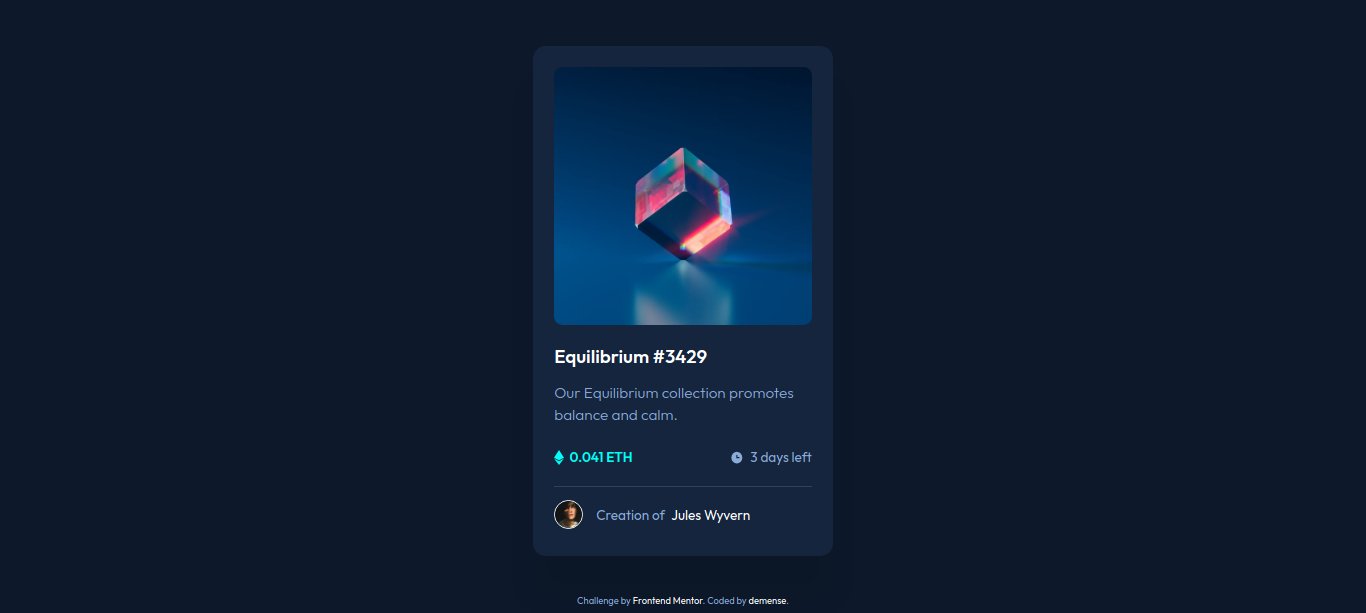 Equilibrium #3429
Our Equilibrium collection promotes
balance and calm.
0.041 ETH 3 days left
Creation of Jules Wyvern
Challenge by Frontend Mentor. Coded by demense.